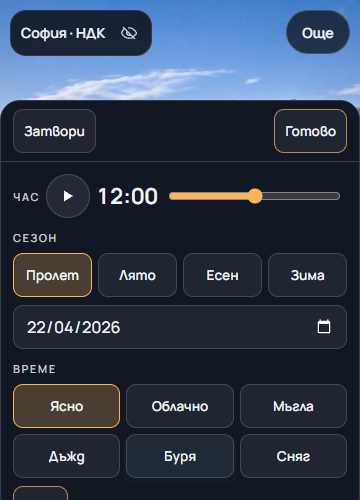 София · НДК
Още
Затвори
Готово
ЧАС
12:00
СЕЗОН
Пролет
Лято
Есен
Зима
22/04/2026
ВРЕМЕ
Ясно
Облачно
Мъгла
Дъжд
Буря
Сняг